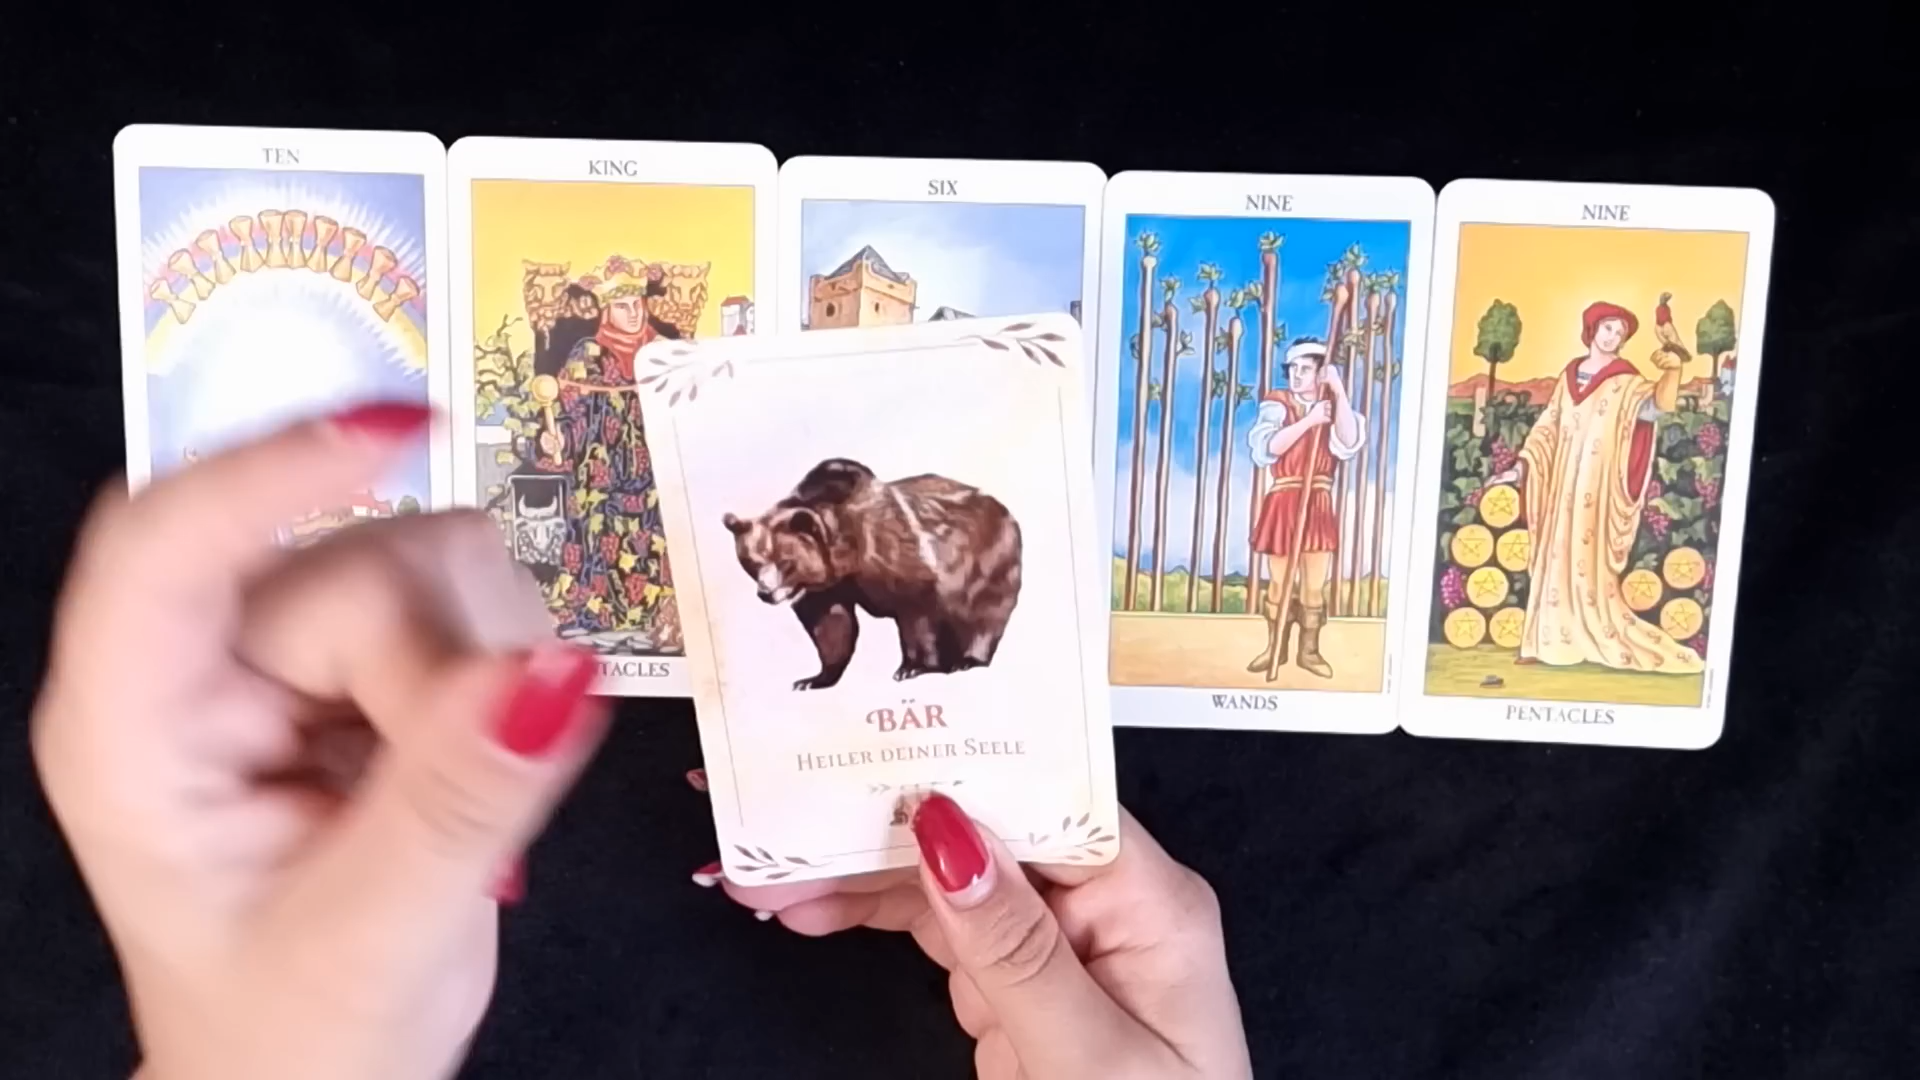 TEN
KING
SIX
NINE
NINE
TACLES
WANDS
PENTACLES
BÄR
HEILER DEINER SEELE